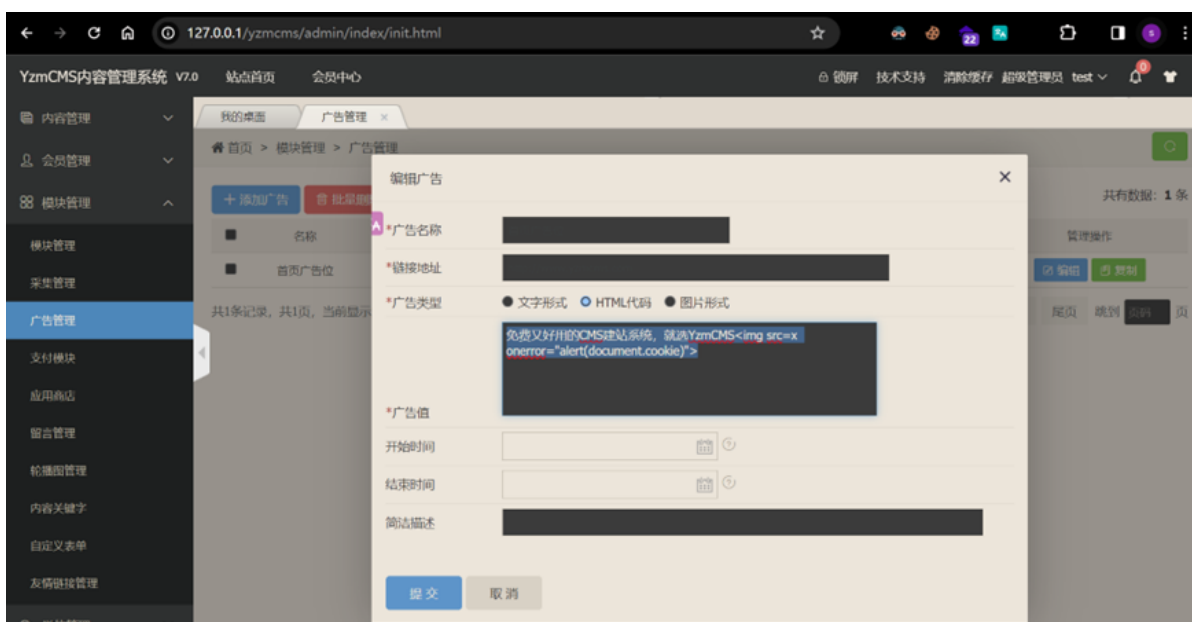 127.0.0.1/yzmcms/admin/index/init.html
22
S
YzmCMS内容管理系统 V7.0 站点首页 会员中心 锁屏 技术支持 清除缓存 超级管理员 test 0
内容管理
我的桌面 广告管理 ×
首页 > 模块管理 > 广告管理
会员管理
编辑广告 ×
模块管理
+ 添加广告 批量删
共有数据: 1 条
*广告名称
名称
管理操作
模块管理
*链接地址
首页广告位
编辑 复制
采集管理
*广告类型 文字形式 HTML代码 图片形式
共1条记录, 共1页, 当前显示
尾页 跳到 页码 页
广告管理
免费又好用的CMS建站系统, 就选YzmCMS<img src=x
onerror="alert(document.cookie)">
支付模块
应用商店
*广告值
留言管理
开始时间
轮播图管理
结束时间
内容关键字
简洁描述
自定义表单
友情链接管理
提交 取消